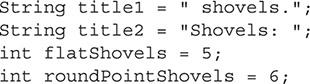 String title1 = " shovels.";
String title2 = "Shovels: ";
int flatShovels = 5;
int roundPointShovels = 6;